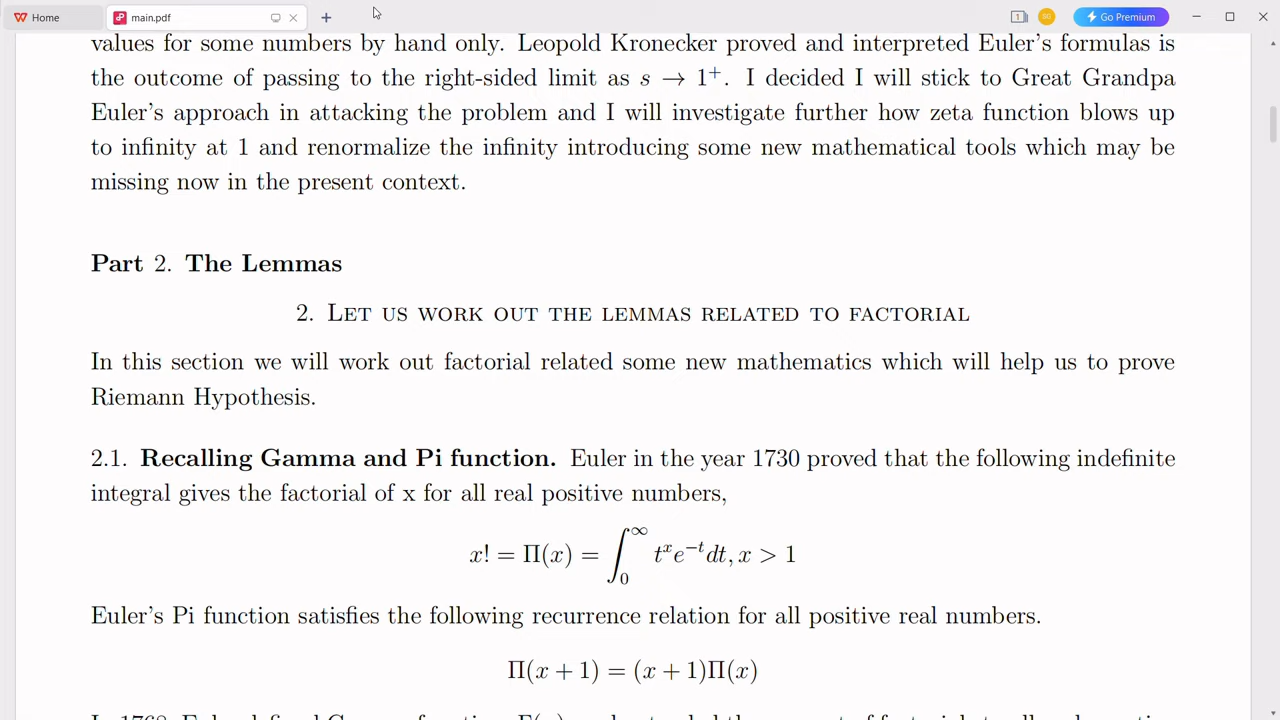 Home
main.pdf
1
SG
Go Premium
values for some numbers by hand only. Leopold Kronecker proved and interpreted Euler's formulas is
the outcome of passing to the right-sided limit as s → 1⁺. I decided I will stick to Great Grandpa
Euler's approach in attacking the problem and I will investigate further how zeta function blows up
to infinity at 1 and renormalize the infinity introducing some new mathematical tools which may be
missing now in the present context.
Part 2. The Lemmas
2. Let us work out the lemmas related to factorial
In this section we will work out factorial related some new mathematics which will help us to prove
Riemann Hypothesis.
2.1. Recalling Gamma and Pi function. Euler in the year 1730 proved that the following indefinite
integral gives the factorial of x for all real positive numbers,
x! = Π(x) = ∫₀^∞ tˣe⁻ᵗdt, x > 1
Euler's Pi function satisfies the following recurrence relation for all positive real numbers.
Π(x + 1) = (x + 1)Π(x)